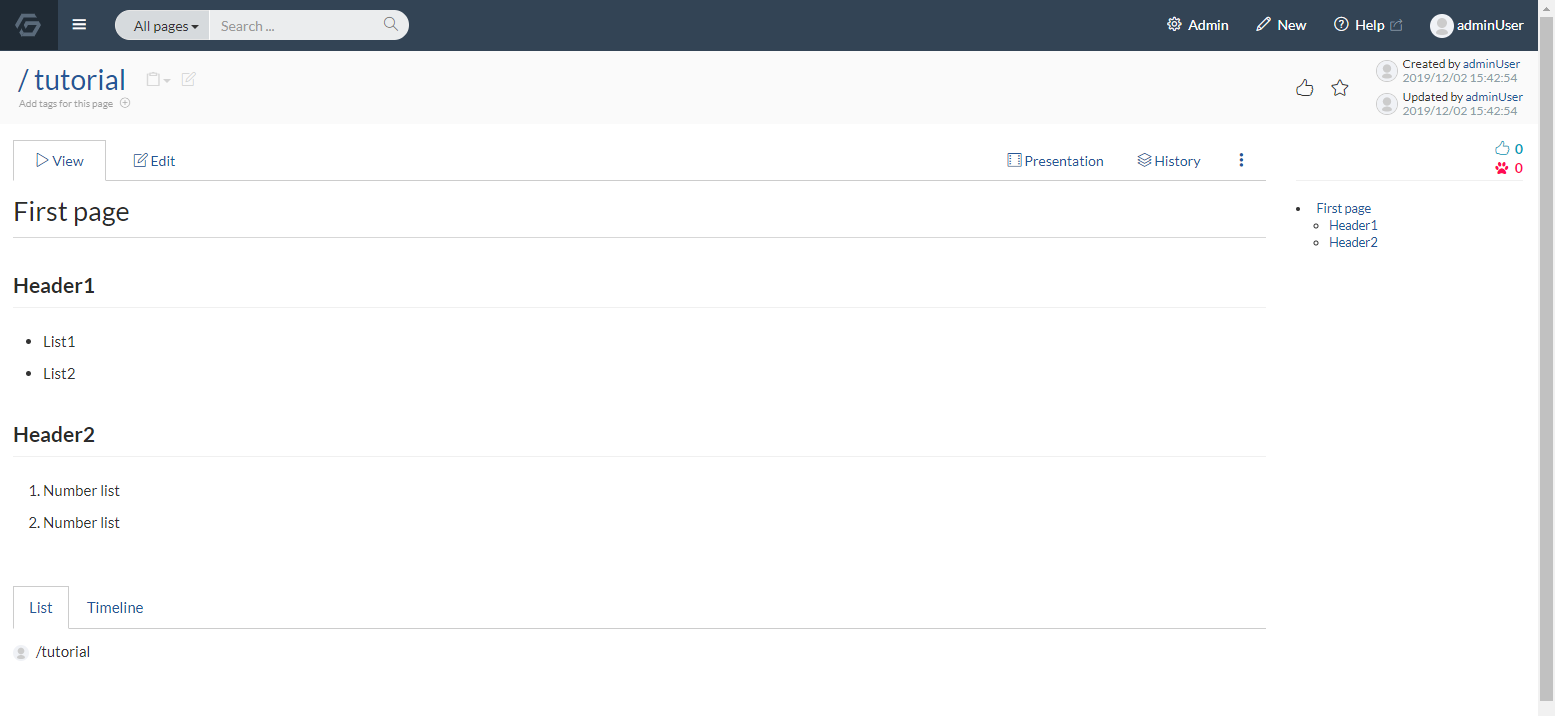 All pages Search ... Admin New Help adminUser
/ tutorial
Add tags for this page
Created by adminUser
2019/12/02 15:42:54
Updated by adminUser
2019/12/02 15:42:54
View Edit Presentation History
0
0
First page
Header1
List1
List2
Header2
1. Number list
2. Number list
List Timeline
/tutorial
First page
Header1
Header2